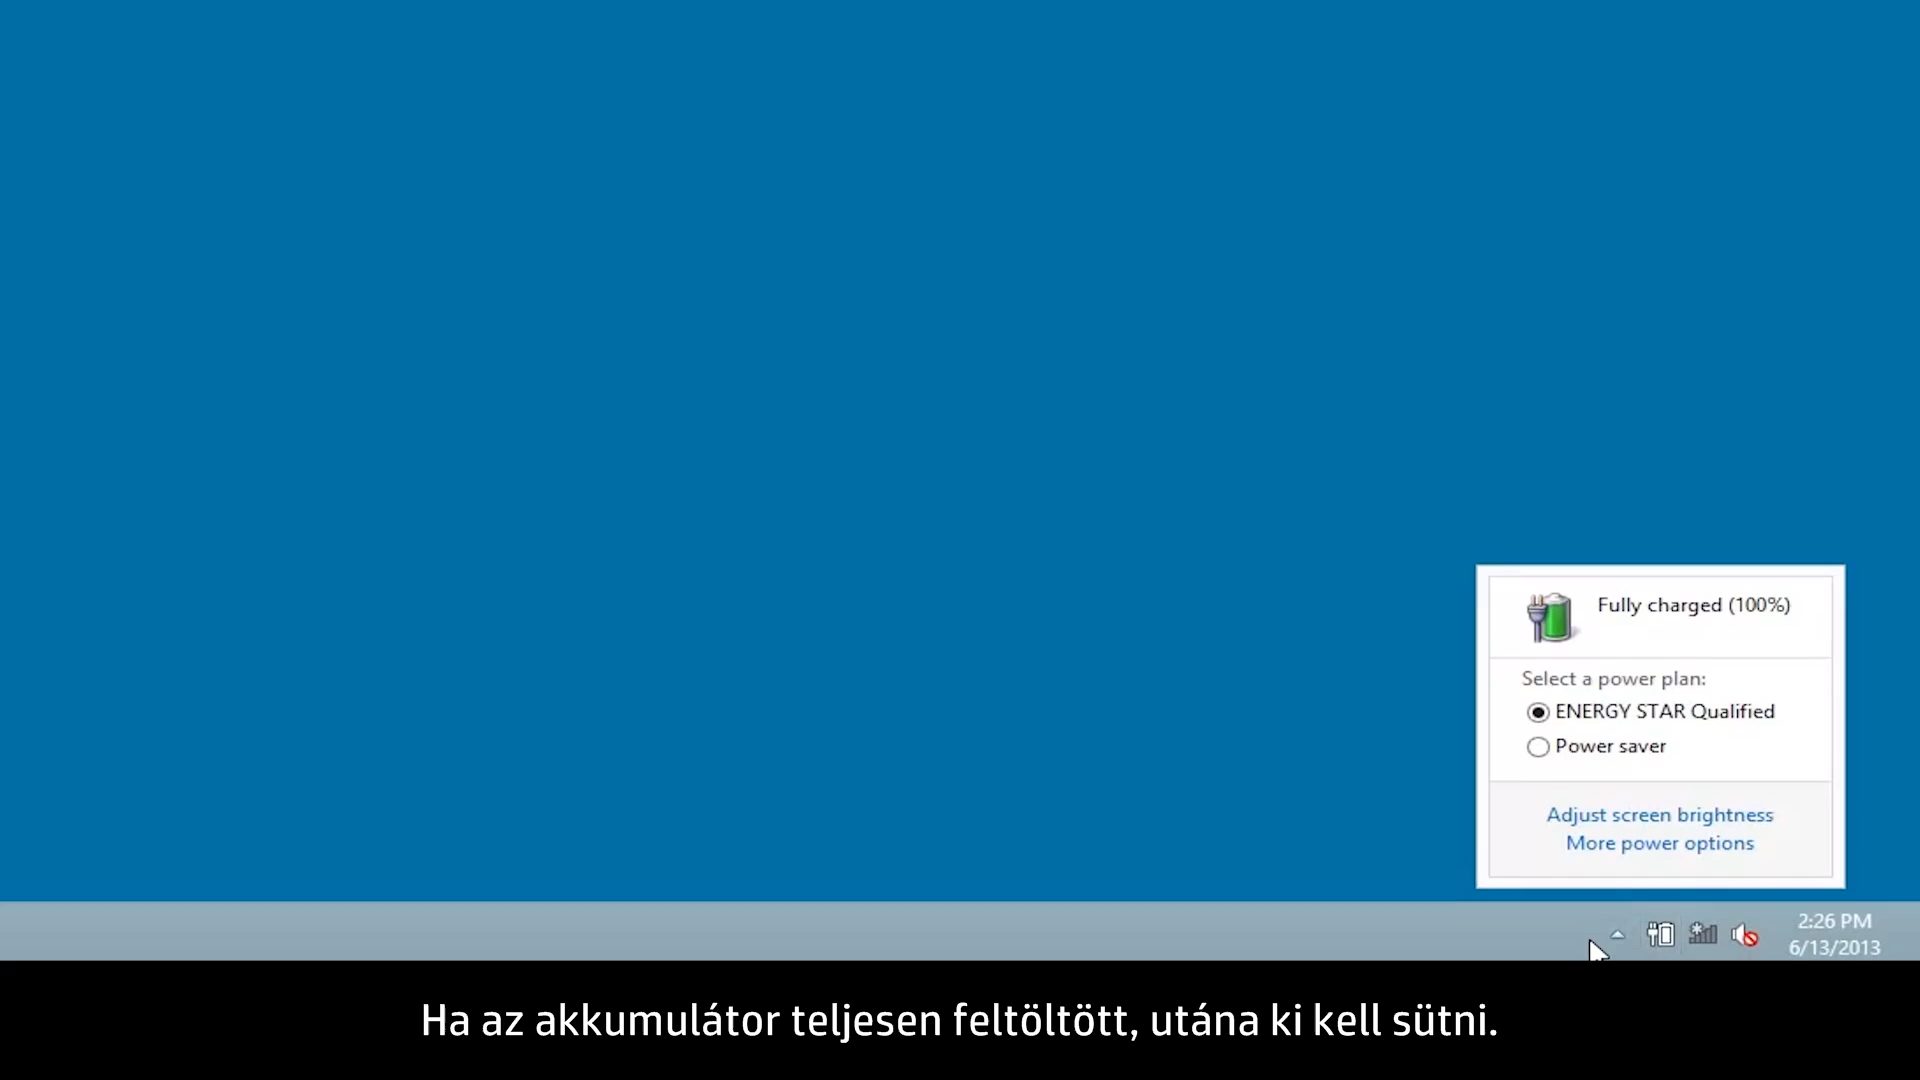 Fully charged (100%)
Select a power plan:
ENERGY STAR Qualified
Power saver
Adjust screen brightness
More power options
2:26 PM
6/13/2013
Ha az akkumulátor teljesen feltöltött, utána ki kell sütni.